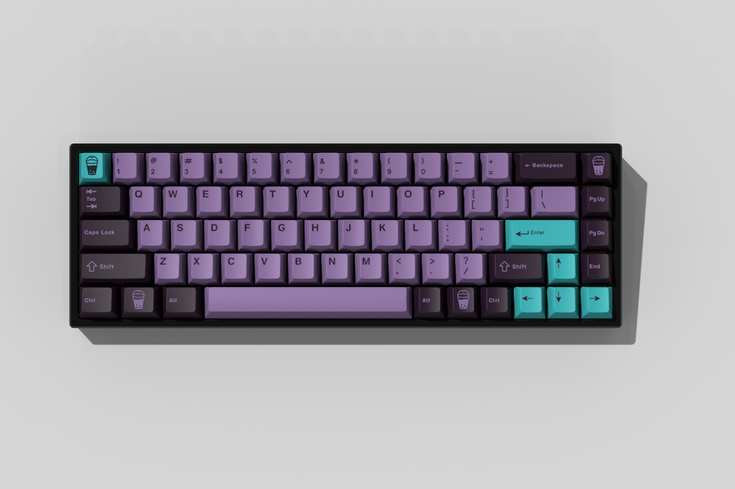 ! @ # $ % ^ & * ( ) — +
1 2 3 4 5 6 7 8 9 0 - = ← Backspace
Tab Q W E R T Y U I O P { [ } ] | \ Pg Up
Caps Lock A S D F G H J K L : ; " ' Enter Pg Dn
Shift Z X C V B N M < , > . ? / Shift ↑ End
Ctrl Alt Alt Ctrl ← ↓ →